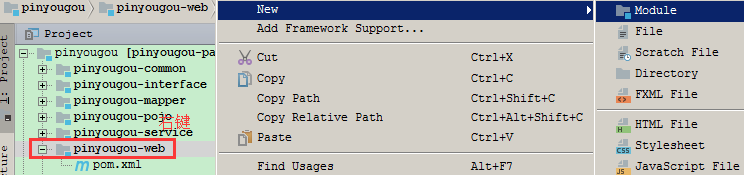 pinyougou
pinyougou-web
1: Project
Project
pinyougou [pinyougou-pa
pinyougou-common
pinyougou-interface
pinyougou-mapper
pinyougou-pojo
pinyougou-service
右键
pinyougou-web
pom.xml
New
Add Framework Support...
Cut Ctrl+X
Copy Ctrl+C
Copy Path Ctrl+Shift+C
Copy Relative Path Ctrl+Alt+Shift+C
Paste Ctrl+V
Find Usages Alt+F7
Module
File
Scratch File
Directory
FXML File
HTML File
Stylesheet
JavaScript File